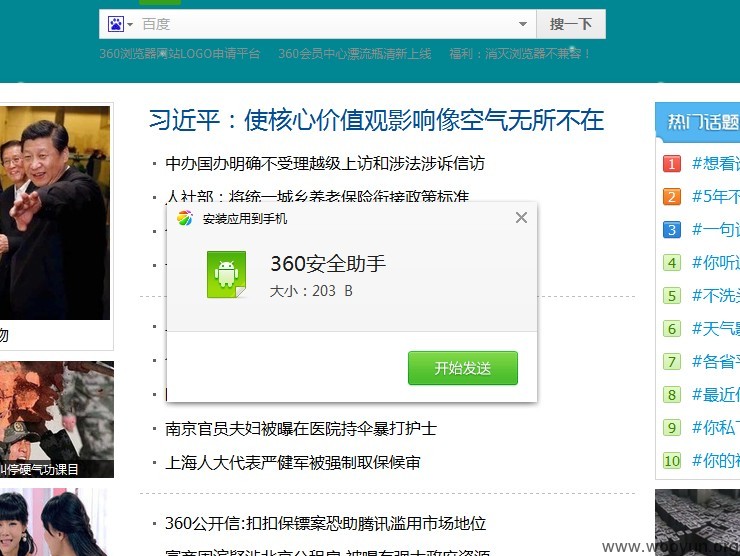 百度
搜一下
360浏览器网站LOGO申请平台 360会员中心漂流瓶清新上线 福利：消灭浏览器不兼容！
习近平：使核心价值观影响像空气无所不在
热门话题
中办国办明确不受理越级上访和涉法涉诉信访
人社部：将统一城乡养老保险衔接政策标准
安装应用到手机
360安全助手
大小：203 B
开始发送
南京官员夫妇被曝在医院持伞暴打护士
上海人大代表严健军被强制取保候审
360公开信:扣扣保镖案恐助腾讯滥用市场地位
物
叫停硬气功课目
1 #想看
2 #5年不
3 #一句
4 #你听
5 #不洗
6 #天气
7 #各省
8 #最近
9 #你私
10 #你的